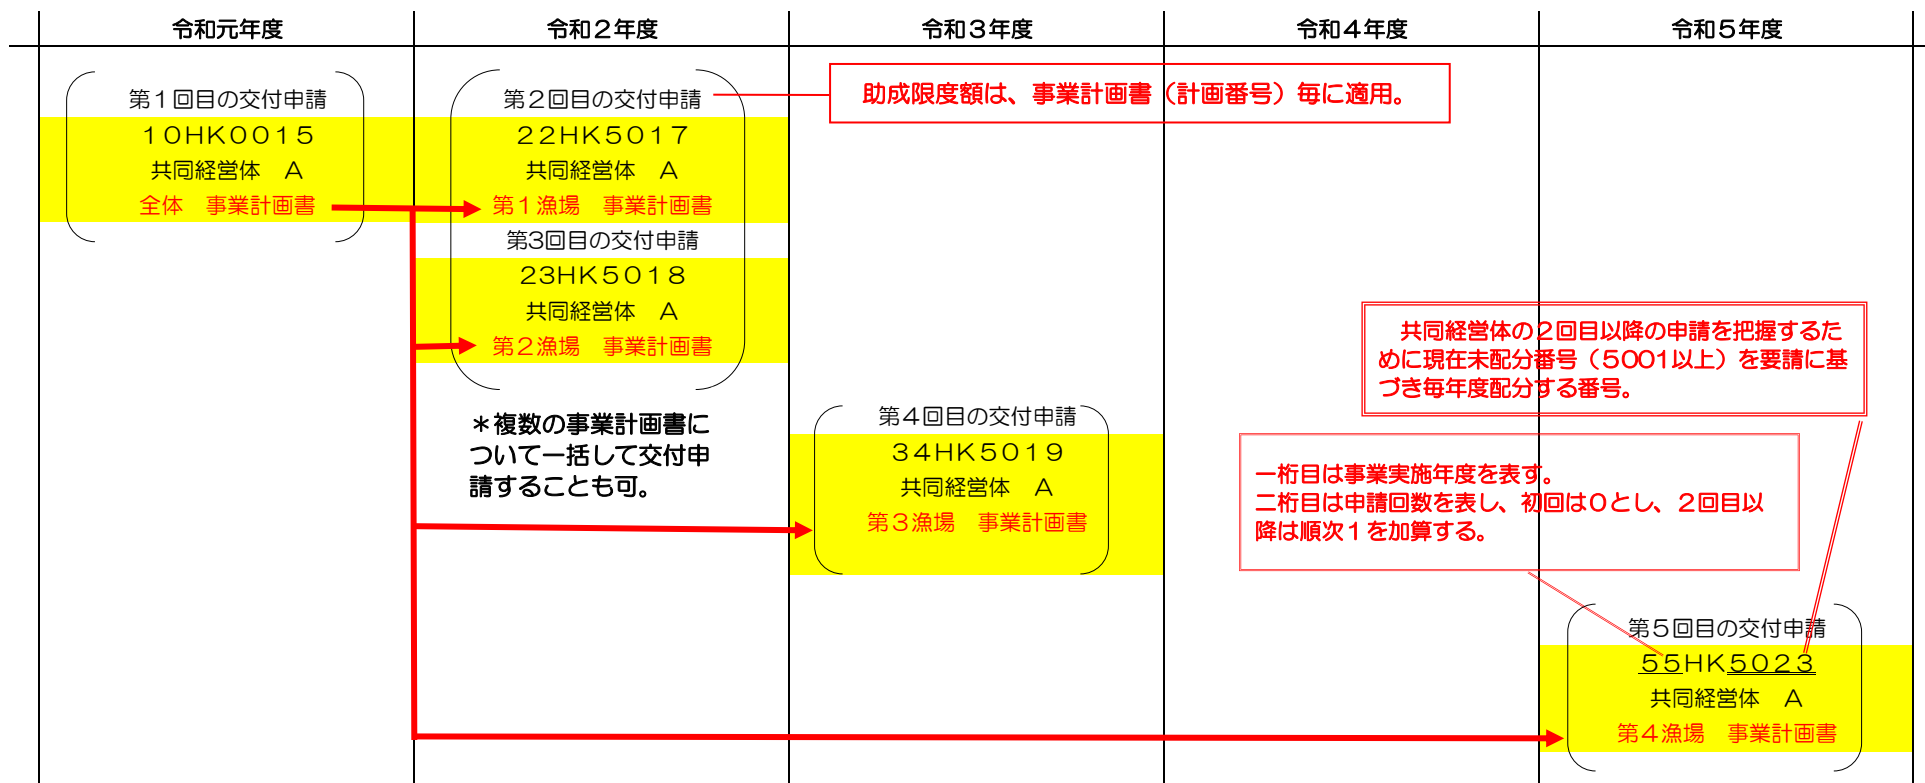 令和元年度
令和２年度
令和３年度
令和４年度
令和５年度
第１回目の交付申請
１０ＨＫ００１５
共同経営体　Ａ
全体　事業計画書
第２回目の交付申請
２２ＨＫ５０１７
共同経営体　Ａ
第１漁場　事業計画書
第3回目の交付申請
２3ＨＫ５０１８
共同経営体　Ａ
第２漁場　事業計画書
＊複数の事業計画書に
ついて一括して交付申
請することも可。
助成限度額は、事業計画書（計画番号）毎に適用。
第４回目の交付申請
３４ＨＫ５０１９
共同経営体　Ａ
第３漁場　事業計画書
共同経営体の２回目以降の申請を把握するた
めに現在未配分番号（５００１以上）を要請に基
づき毎年度配分する番号。
一桁目は事業実施年度を表す。
二桁目は申請回数を表し、初回は０とし、２回目以
降は順次１を加算する。
第５回目の交付申請
５５ＨＫ５０２３
共同経営体　Ａ
第４漁場　事業計画書